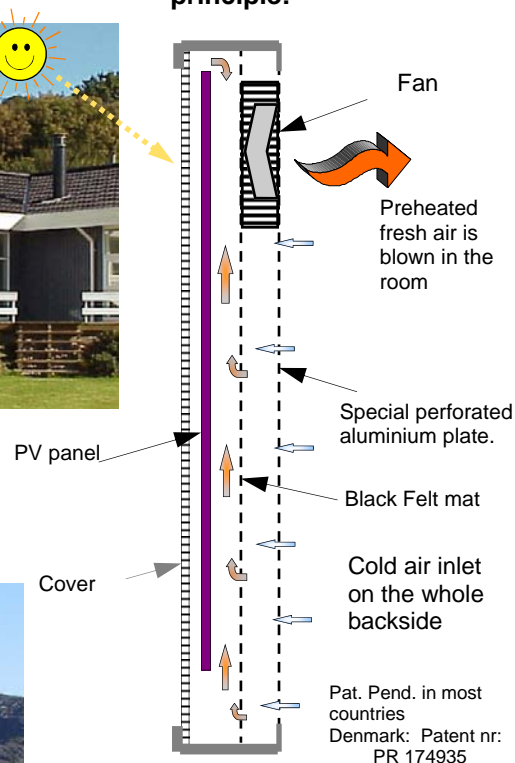 principle.
Fan
Preheated
fresh air is
blown in the
room
Special perforated
aluminium plate.
PV panel
Black Felt mat
Cover
Cold air inlet
on the whole
backside
Pat. Pend. in most
countries
Denmark: Patent nr:
PR 174935